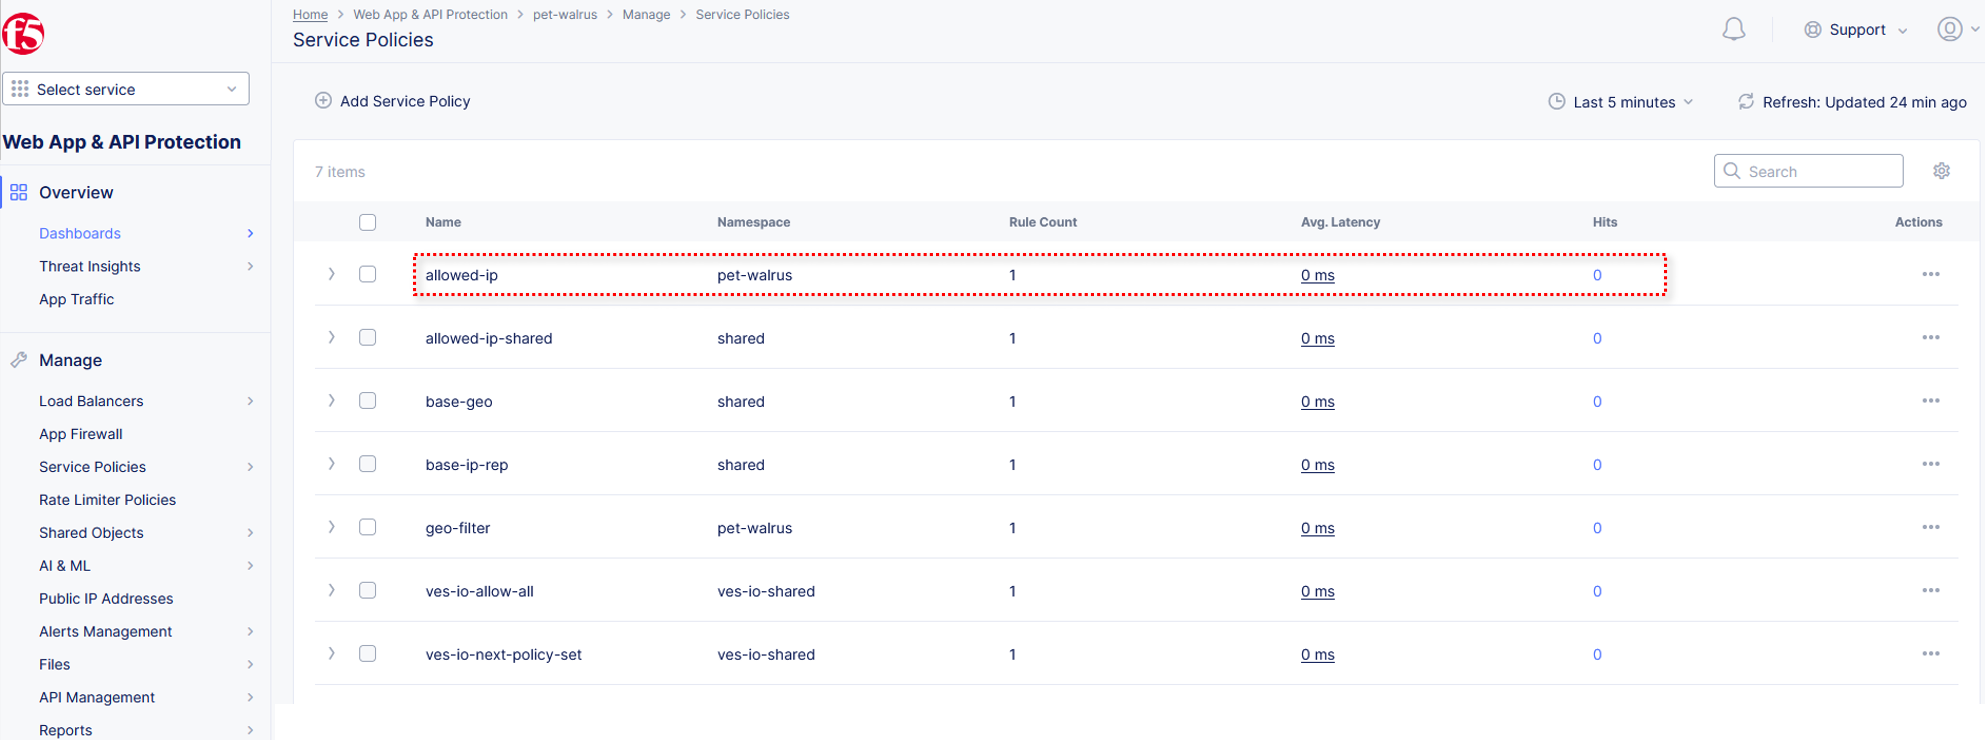 f5
Home > Web App & API Protection > pet-walrus > Manage > Service Policies
Service Policies
Support
Select service
Web App & API Protection
Overview
Dashboards
Threat Insights
App Traffic
Manage
Load Balancers
App Firewall
Service Policies
Rate Limiter Policies
Shared Objects
AI & ML
Public IP Addresses
Alerts Management
Files
API Management
Reports
Add Service Policy
Last 5 minutes
Refresh: Updated 24 min ago
7 items
Search
Name Namespace Rule Count Avg. Latency Hits Actions
allowed-ip pet-walrus 1 0 ms 0
allowed-ip-shared shared 1 0 ms 0
base-geo shared 1 0 ms 0
base-ip-rep shared 1 0 ms 0
geo-filter pet-walrus 1 0 ms 0
ves-io-allow-all ves-io-shared 1 0 ms 0
ves-io-next-policy-set ves-io-shared 1 0 ms 0